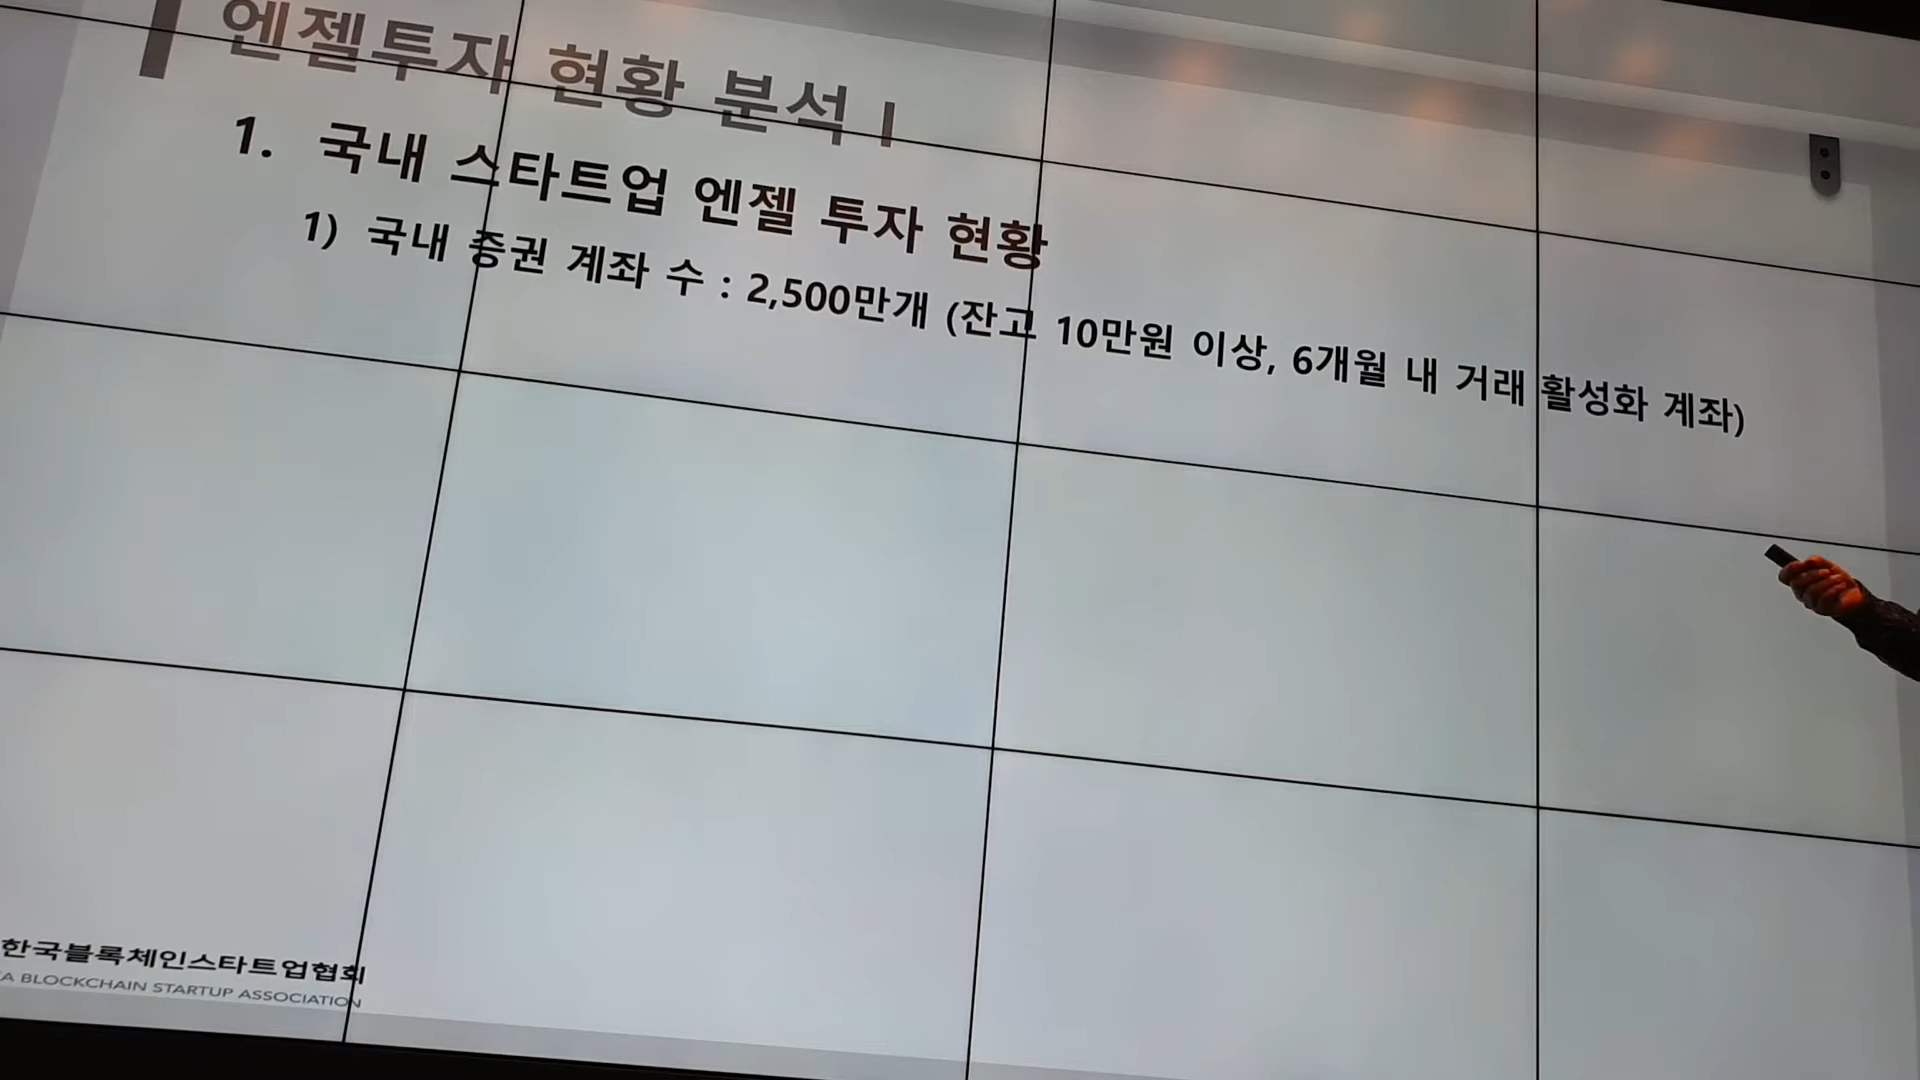 엔젤투자 현황 분석 I
1. 국내 스타트업 엔젤 투자 현황
1) 국내 증권 계좌 수 : 2,500만개 (잔고 10만원 이상, 6개월 내 거래 활성화 계좌)
한국블록체인스타트업협회
A BLOCKCHAIN STARTUP ASSOCIATION